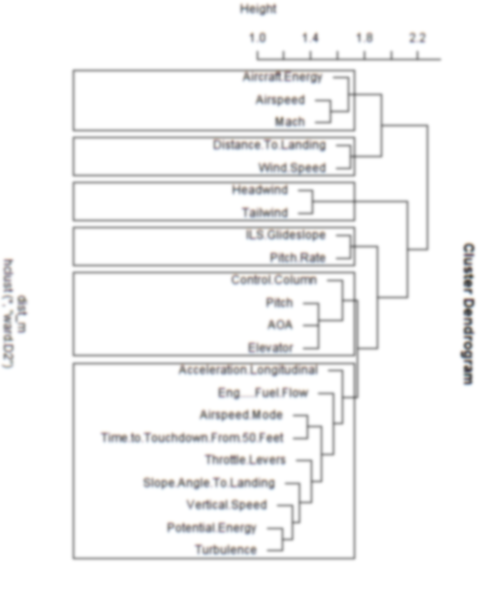 Height
1.0 1.4 1.8 2.2
Aircraft.Energy
Airspeed
Mach
Distance.To.Landing
Wind.Speed
Headwind
Tailwind
ILS.Glideslope
Pitch.Rate
Control.Column
Pitch
AOA
Elevator
Acceleration.Longitudinal
Eng....Fuel.Flow
Airspeed.Mode
Time.to.Touchdown.From.50.Feet
Throttle.Levers
Slope.Angle.To.Landing
Vertical.Speed
Potential.Energy
Turbulence
Cluster Dendrogram
dist_m
hclust (*, "ward.D2")